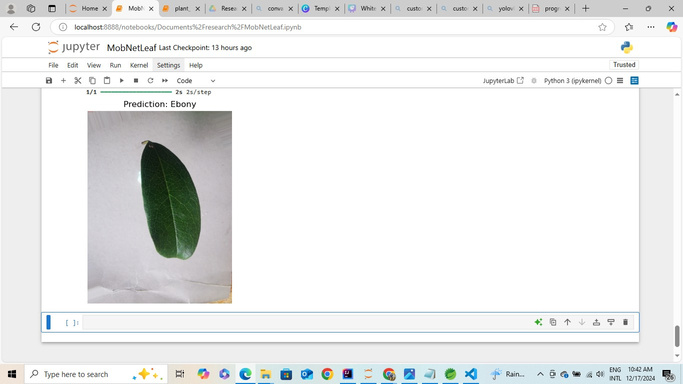 Home
MobN
plant_
Resea
conve
Temp
White
custo
custo
yolov
progr
localhost:8888/notebooks/Documents%2Fresearch%2FMobNetLeaf.ipynb
jupyter MobNetLeaf Last Checkpoint: 13 hours ago
File Edit View Run Kernel Settings Help
Trusted
Code
JupyterLab
Python 3 (ipykernel)
1/1 2s 2s/step
Prediction: Ebony
[ ]:
Type here to search
Rain...
ENG
INTL
10:42 AM
12/17/2024